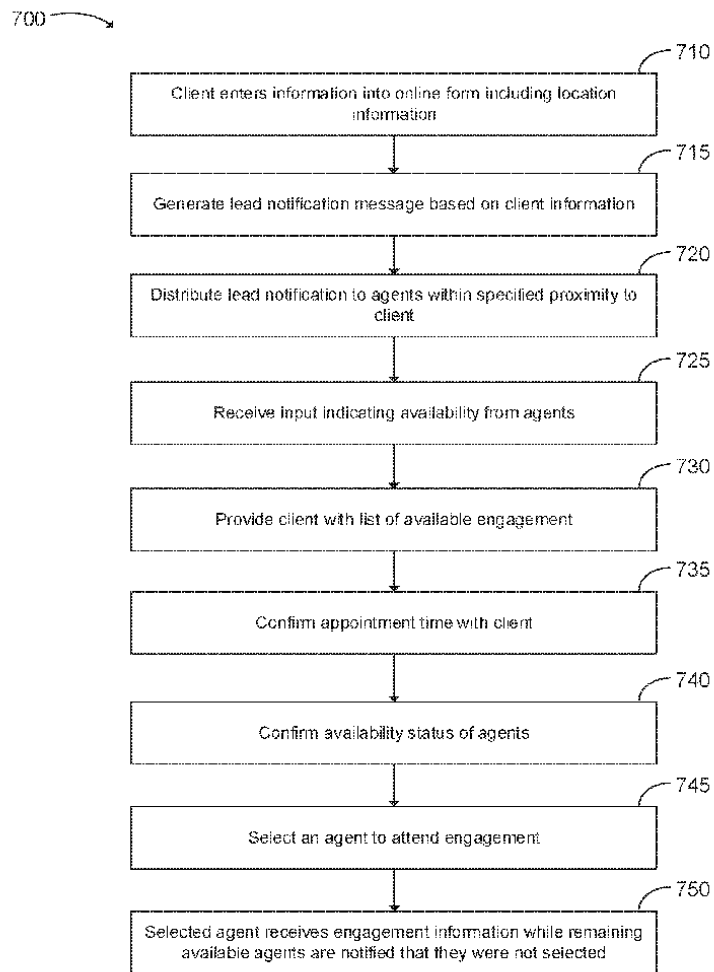 700
710
Client enters information into online form including location
information
715
Generate lead notification message based on client information
720
Distribute lead notification to agents within specified proximity to
client
725
Receive input indicating availability from agents
730
Provide client with list of available engagement
735
Confirm appointment time with client
740
Confirm availability status of agents
745
Select an agent to attend engagement
750
Selected agent receives engagement information while remaining
available agents are notified that they were not selected